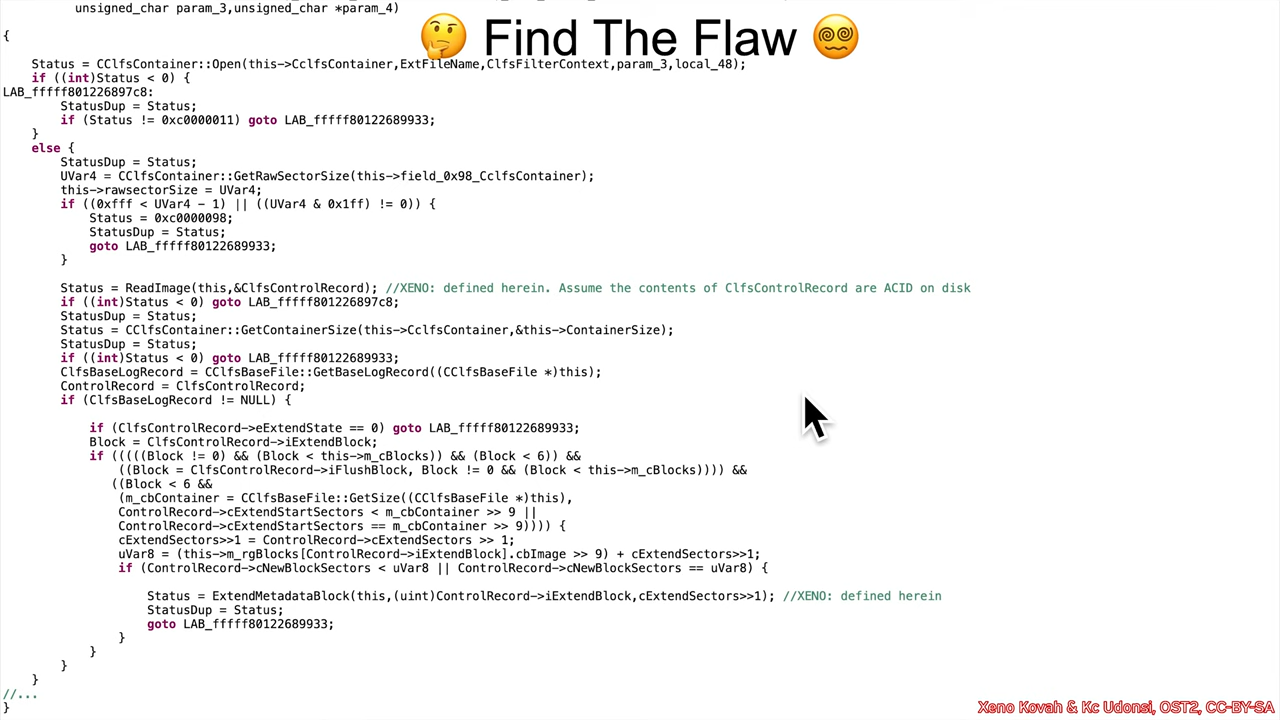 unsigned_char param_3,unsigned_char *param_4)
🤔 Find The Flaw 😵‍💫
{
Status = CClfsContainer::Open(this->CclfsContainer,ExtFileName,ClfsFilterContext,param_3,local_48);
if ((int)Status < 0) {
LAB_fffff801226897c8:
StatusDup = Status;
if (Status != 0xc0000011) goto LAB_fffff80122689933;
}
else {
StatusDup = Status;
UVar4 = CClfsContainer::GetRawSectorSize(this->field_0x98_CclfsContainer);
this->rawsectorSize = UVar4;
if ((0xfff < UVar4 - 1) || ((UVar4 & 0x1ff) != 0)) {
Status = 0xc0000098;
StatusDup = Status;
goto LAB_fffff80122689933;
}
Status = ReadImage(this,&ClfsControlRecord); //XENO: defined herein. Assume the contents of ClfsControlRecord are ACID on disk
if ((int)Status < 0) goto LAB_fffff801226897c8;
StatusDup = Status;
Status = CClfsContainer::GetContainerSize(this->CclfsContainer,&this->ContainerSize);
StatusDup = Status;
if ((int)Status < 0) goto LAB_fffff80122689933;
ClfsBaseLogRecord = CClfsBaseFile::GetBaseLogRecord((CClfsBaseFile *)this);
ControlRecord = ClfsControlRecord;
if (ClfsBaseLogRecord != NULL) {
if (ClfsControlRecord->eExtendState == 0) goto LAB_fffff80122689933;
Block = ClfsControlRecord->iExtendBlock;
if (((((Block != 0) && (Block < this->m_cBlocks)) && (Block < 6)) &&
((Block = ClfsControlRecord->iFlushBlock, Block != 0 && (Block < this->m_cBlocks)))) &&
((Block < 6 &&
(m_cbContainer = CClfsBaseFile::GetSize((CClfsBaseFile *)this),
ControlRecord->cExtendStartSectors < m_cbContainer >> 9 ||
ControlRecord->cExtendStartSectors == m_cbContainer >> 9)))) {
cExtendSectors>>1 = ControlRecord->cExtendSectors >> 1;
uVar8 = (this->m_rgBlocks[ControlRecord->iExtendBlock].cbImage >> 9) + cExtendSectors>>1;
if (ControlRecord->cNewBlockSectors < uVar8 || ControlRecord->cNewBlockSectors == uVar8) {
Status = ExtendMetadataBlock(this,(uint)ControlRecord->iExtendBlock,cExtendSectors>>1); //XENO: defined herein
StatusDup = Status;
goto LAB_fffff80122689933;
}
}
}
}
//...
}
Xeno Kovah & Kc Udonsi, OST2, CC-BY-SA